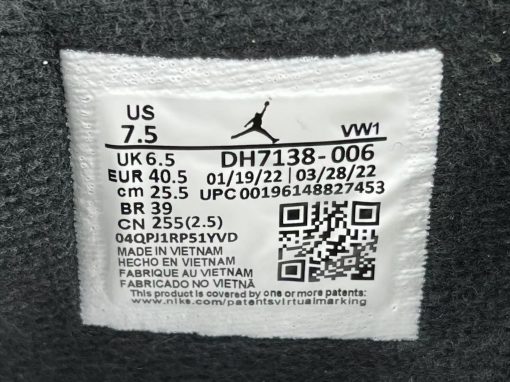 US
7.5
VW1
UK 6.5
DH7138-006
EUR 40.5
01/19/22 | 03/28/22
cm 25.5
UPC 00196148827453
BR 39
CN 255(2.5)
04QPJ1RP51YVD
MADE IN VIETNAM
HECHO EN VIETNAM
FABRIQUE AU VIETNAM
FABRICADO NO VIETNÃ
This product is covered by one or more patents:
www.nike.com/patentsvirtualmarking